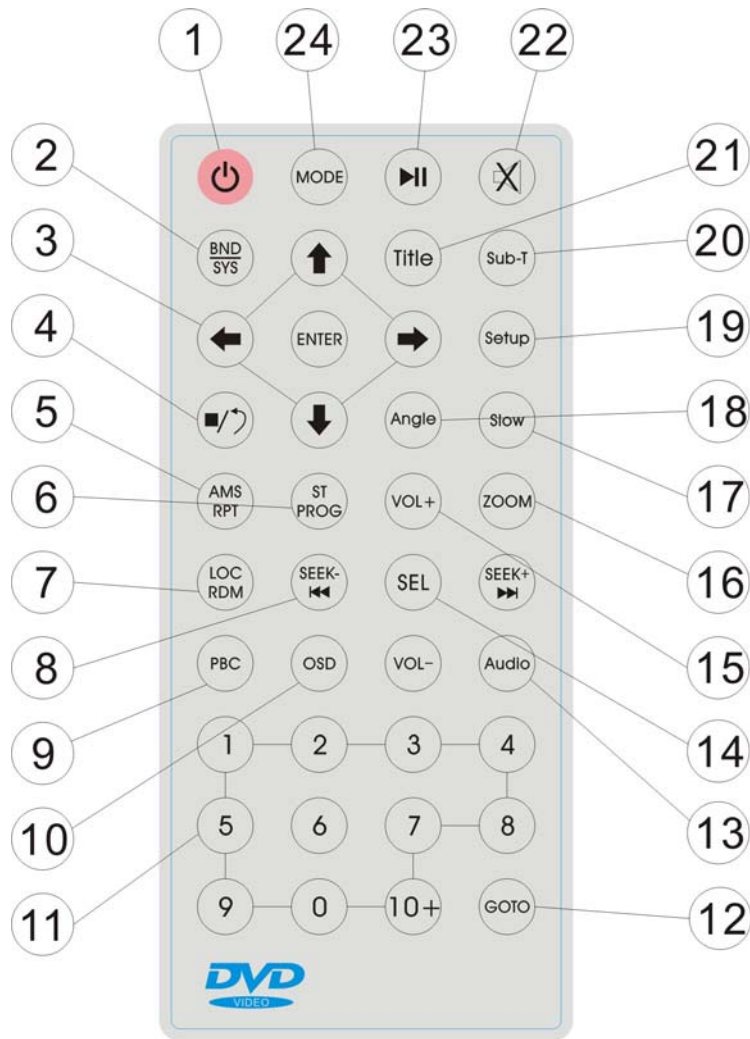 1 24 23 22
2 21
MODE
BND
SYS
Title Sub-T
20
3
ENTER Setup
19
4
Angle Slow
18
5
AMS
RPT
ST
PROG
VOL+ ZOOM
6 17
7
LOC
RDM
SEEK-
SEL
SEEK+
16
8 15
PBC OSD VOL- Audio
9 14
1 2 3 4
10 13
5 6 7 8
11 12
9 0 10+ GOTO
DVD
VIDEO